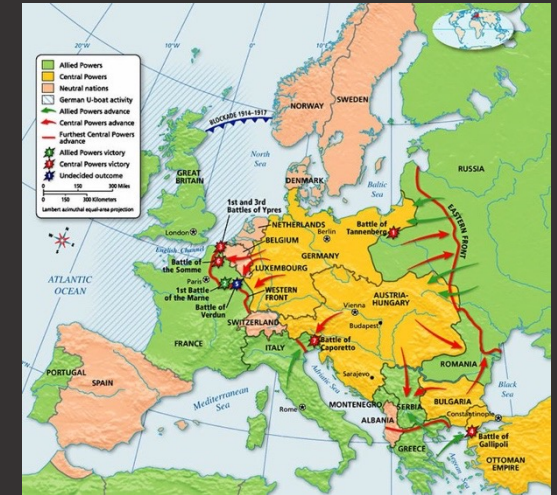 20°W
10°W
0°
10°E
Allied Powers
Central Powers
Neutral nations
German U-boat activity
Allied Powers advance
Central Powers advance
Furthest Central Powers
advance
Allied Powers victory
Central Powers victory
Undecided outcome
0 150 300 Miles
0 150 300 Kilometers
Lambert azimuthal equal-area projection
NORWAY
SWEDEN
BLOCKADE 1914–1917
North
Sea
RUSSIA
GREAT
BRITAIN
DENMARK
Baltic
Sea
1st and 3rd
Battles of Ypres
EASTERN FRONT
London
NETHERLANDS
Berlin
Battle of
Tannenberg
English Channel
BELGIUM
GERMANY
Battle of
the Somme
LUXEMBOURG
ATLANTIC
OCEAN
Paris
1st Battle
of the Marne
WESTERN
FRONT
AUSTRIA-
HUNGARY
Vienna
Battle of
Verdun
Budapest
SWITZERLAND
FRANCE
ITALY
Battle of
Caporetto
ROMANIA
PORTUGAL
SPAIN
Adriatic Sea
Sarajevo
Black
Sea
Mediterranean
Sea
Rome
MONTENEGRO
SERBIA
BULGARIA
Constantinople
ALBANIA
Battle of
Gallipoli
GREECE
Aegean Sea
OTTOMAN
EMPIRE